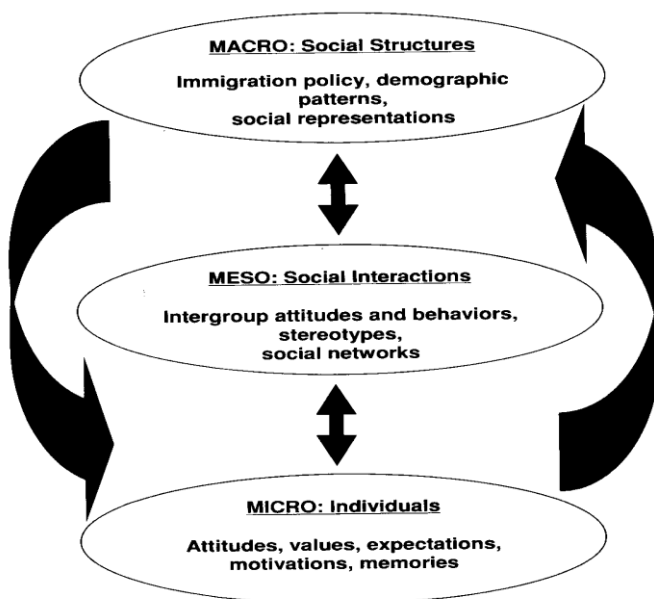 MACRO: Social Structures
Immigration policy, demographic
patterns,
social representations
MESO: Social Interactions
Intergroup attitudes and behaviors,
stereotypes,
social networks
MICRO: Individuals
Attitudes, values, expectations,
motivations, memories